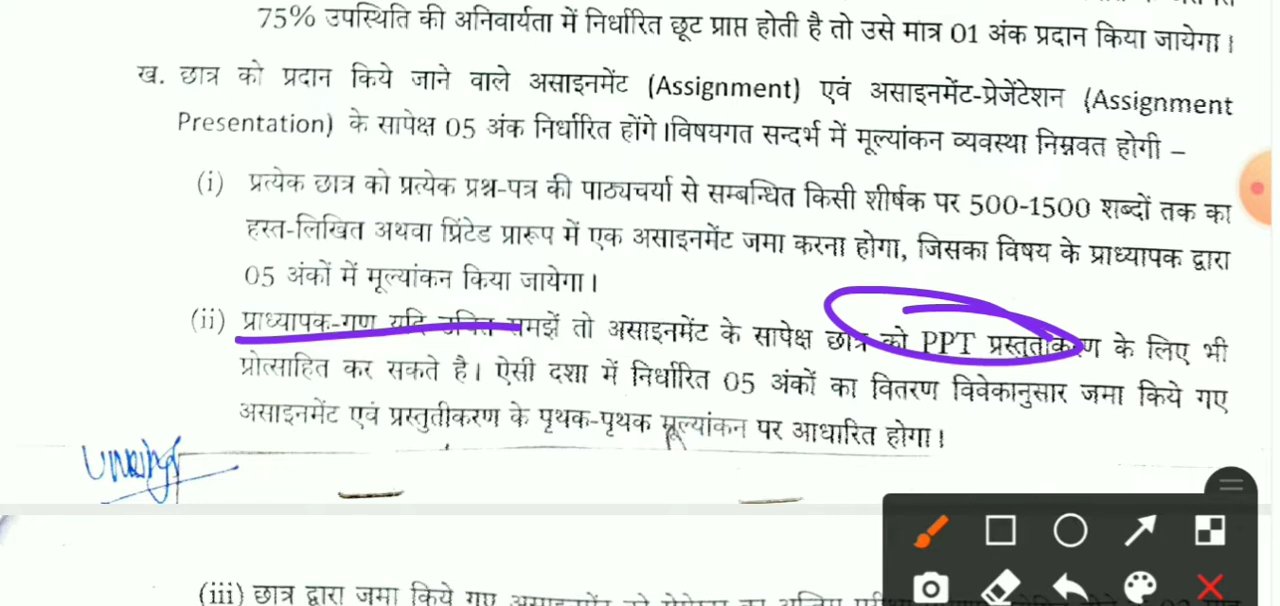 75% उपस्थिति की अनिवार्यता में निर्धारित छूट प्राप्त होती है तो उसे मात्र 01 अंक प्रदान किया जायेगा।
ख. छात्र को प्रदान किये जाने वाले असाइनमेंट (Assignment) एवं असाइनमेंट-प्रेजेंटेशन (Assignment
Presentation) के सापेक्ष 05 अंक निर्धारित होंगे।विषयगत सन्दर्भ में मूल्यांकन व्यवस्था निम्नवत होगी –
(i) प्रत्येक छात्र को प्रत्येक प्रश्न-पत्र की पाठ्यचर्या से सम्बन्धित किसी शीर्षक पर 500-1500 शब्दों तक का
हस्त-लिखित अथवा प्रिंटेड प्रारूप में एक असाइनमेंट जमा करना होगा, जिसका विषय के प्राध्यापक द्वारा
05 अंकों में मूल्यांकन किया जायेगा।
(ii) प्राध्यापक-गण यदि उचित समझें तो असाइनमेंट के सापेक्ष छात्र को PPT प्रस्तुतीकरण के लिए भी
प्रोत्साहित कर सकते है। ऐसी दशा में निर्धारित 05 अंकों का वितरण विवेकानुसार जमा किये गए
असाइनमेंट एवं प्रस्तुतीकरण के पृथक-पृथक मूल्यांकन पर आधारित होगा।
(iii) छात्र द्वारा जमा किये गए असाइनमेंट